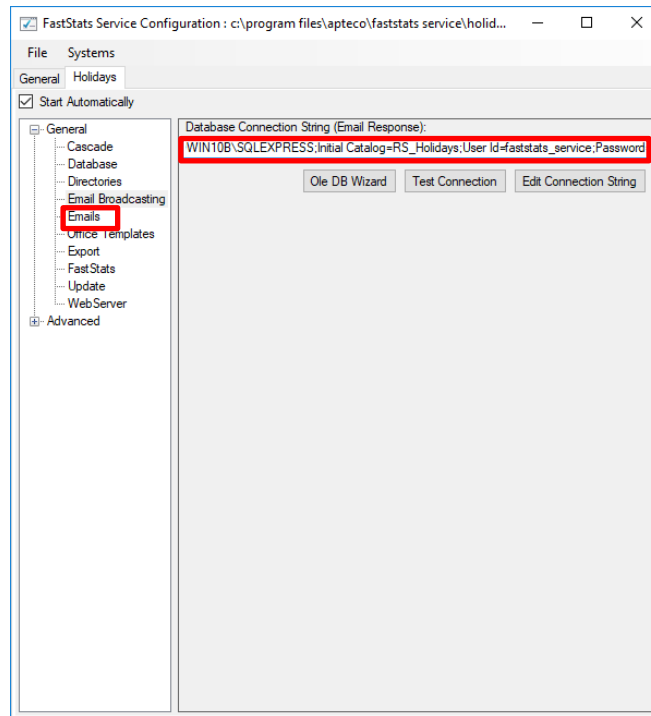 FastStats Service Configuration : c:\program files\apteco\faststats service\holid...
File Systems
General Holidays
Start Automatically
General
Cascade
Database
Directories
Email Broadcasting
Emails
Office Templates
Export
FastStats
Update
WebServer
Advanced
Database Connection String (Email Response):
WIN10B\SQLEXPRESS;Initial Catalog=RS_Holidays;User Id=faststats_service;Password
Ole DB Wizard Test Connection Edit Connection String